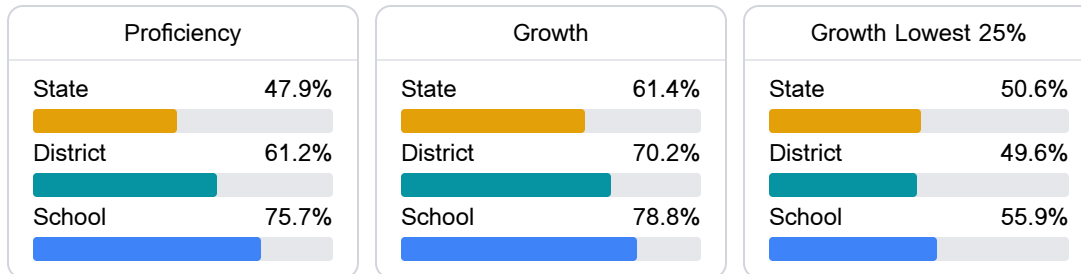 Proficiency
State 47.9%
District 61.2%
School 75.7%
Growth
State 61.4%
District 70.2%
School 78.8%
Growth Lowest 25%
State 50.6%
District 49.6%
School 55.9%